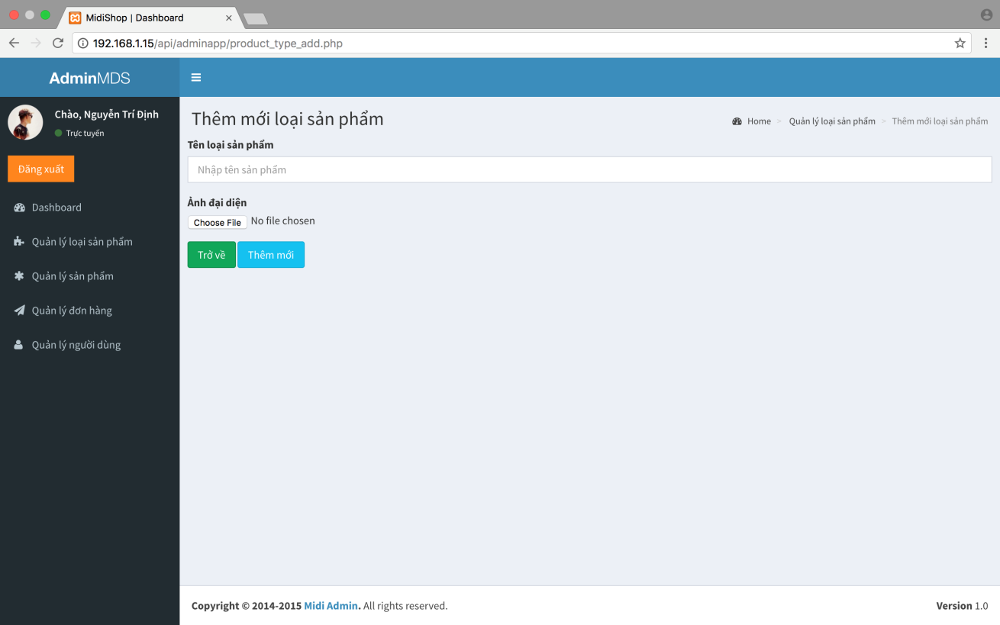 MidiShop | Dashboard
192.168.1.15/api/adminapp/product_type_add.php
AdminMDS
Chào, Nguyễn Trí Định
Trực tuyến
Đăng xuất
Dashboard
Quản lý loại sản phẩm
Quản lý sản phẩm
Quản lý đơn hàng
Quản lý người dùng
Thêm mới loại sản phẩm
Home > Quản lý loại sản phẩm > Thêm mới loại sản phẩm
Tên loại sản phẩm
Nhập tên sản phẩm
Ảnh đại diện
Choose File No file chosen
Trở về Thêm mới
Copyright © 2014-2015 Midi Admin. All rights reserved.
Version 1.0